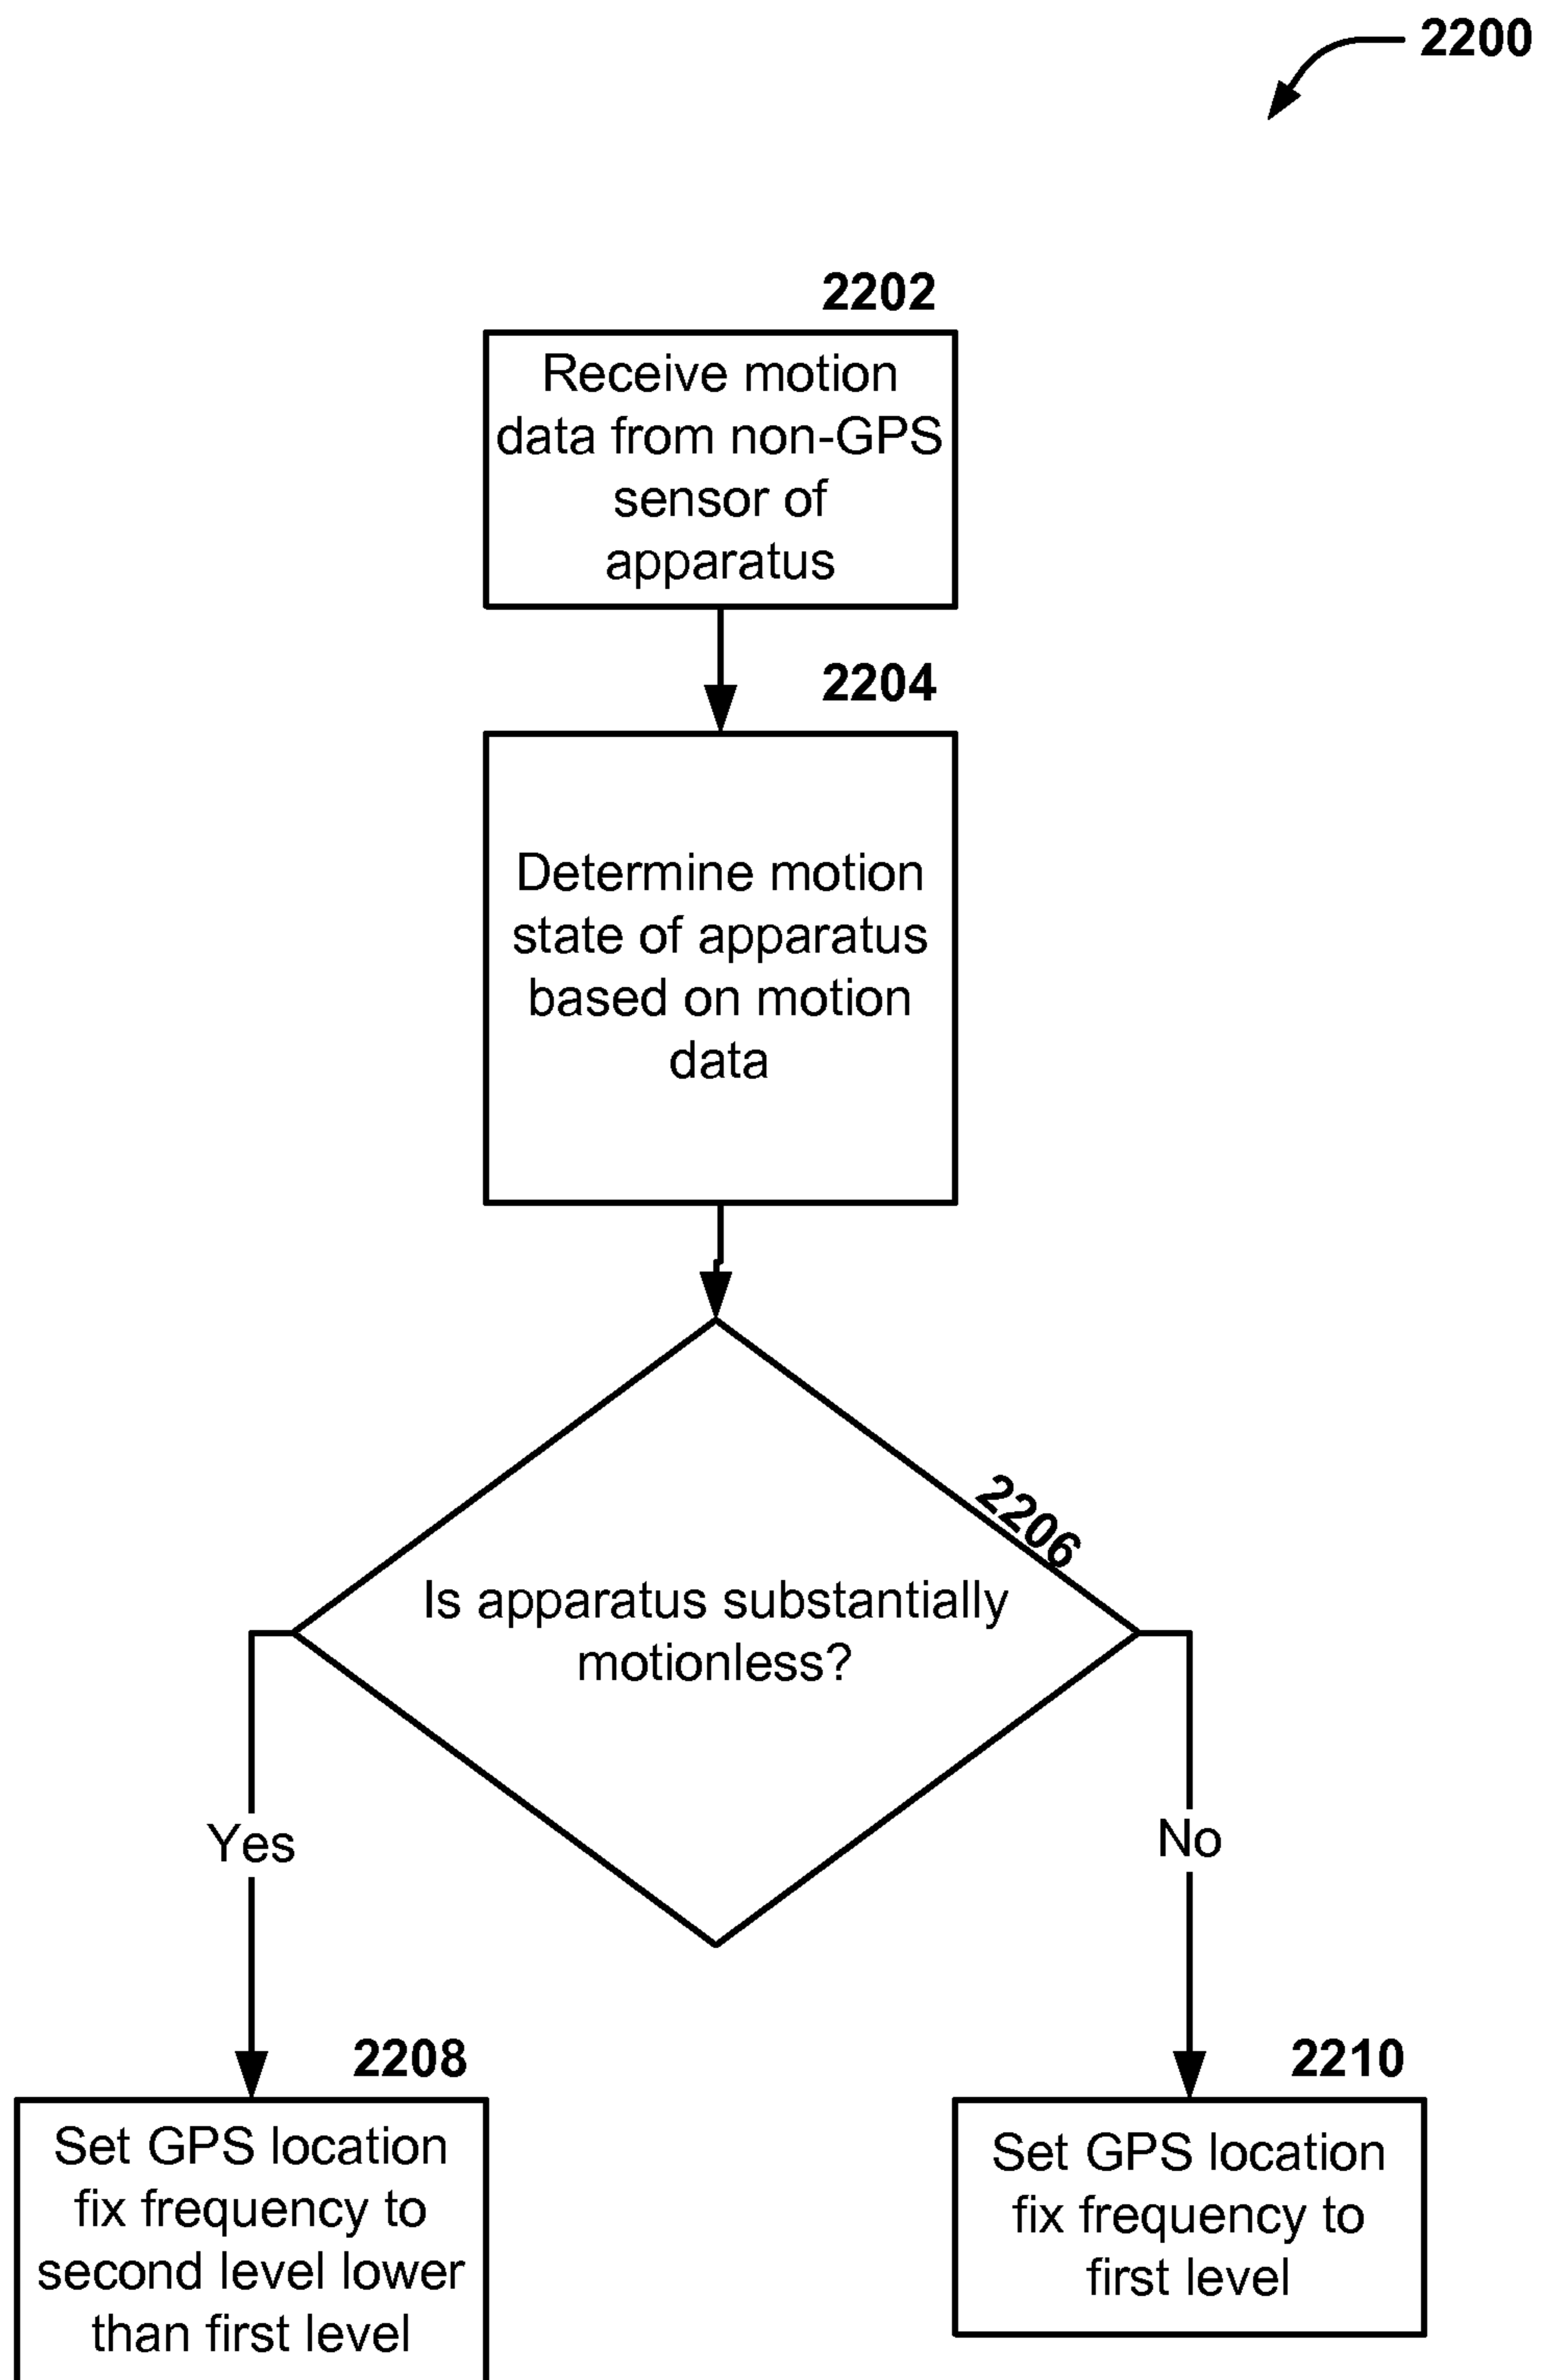 2200
2202
Receive motion
data from non-GPS
sensor of
apparatus
2204
Determine motion
state of apparatus
based on motion
data
2206
Is apparatus substantially
motionless?
Yes
No
2208
Set GPS location
fix frequency to
second level lower
than first level
2210
Set GPS location
fix frequency to
first level